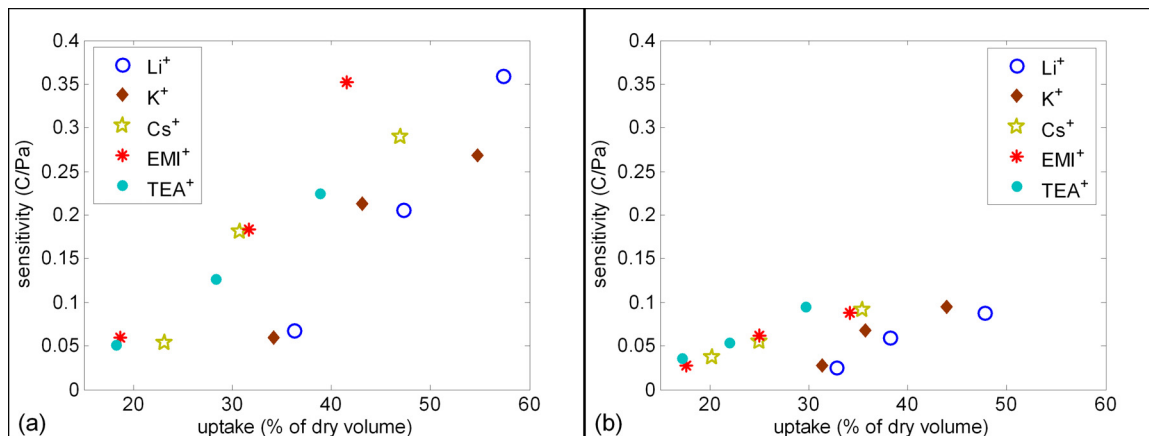 0.4
0.35
0.3
0.25
0.2
0.15
0.1
0.05
0
sensitivity (C/Pa)
Li⁺
K⁺
Cs⁺
EMI⁺
TEA⁺
20 30 40 50 60
(a) uptake (% of dry volume)
0.4
0.35
0.3
0.25
0.2
0.15
0.1
0.05
0
sensitivity (C/Pa)
Li⁺
K⁺
Cs⁺
EMI⁺
TEA⁺
20 30 40 50 60
(b) uptake (% of dry volume)